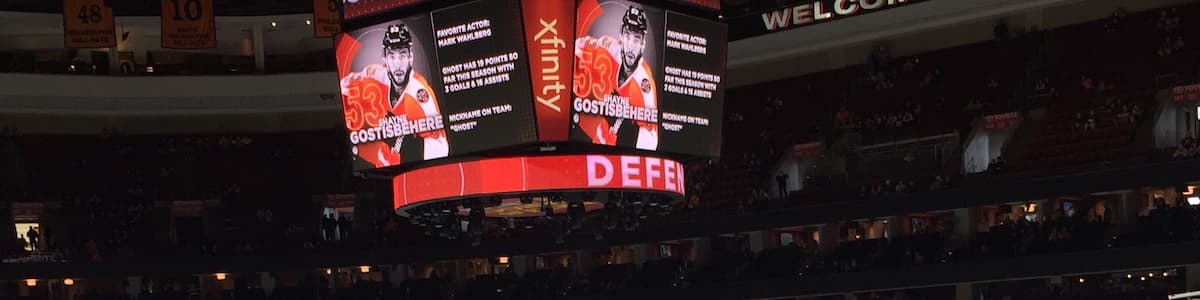 48
10
WELCOM
FAVORITE ACTOR:
MARK WAHLBERG
GHOST HAS 19 POINTS SO
FAR THIS SEASON WITH
3 GOALS & 16 ASSISTS
NICKNAME ON TEAM:
"GHOST"
53
SHAYNE
GOSTISBEHERE
xfinity
FAVORITE ACTOR:
MARK WAHLBERG
GHOST HAS 19 POINTS SO
FAR THIS SEASON WITH
3 GOALS & 16 ASSISTS
NICKNAME ON TEAM:
"GHOST"
53
SHAYNE
GOSTISBEHERE
DEFEN